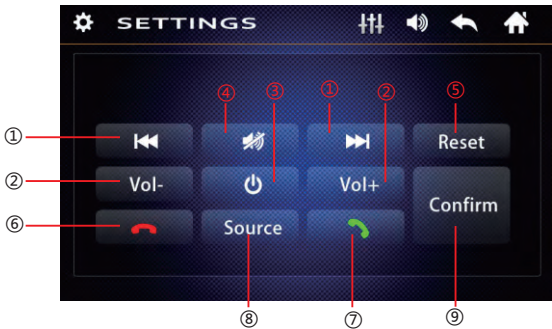 SETTINGS
④ ③ ① ② ⑤
① Reset
② Vol- Vol+
Confirm
⑥ Source
⑧ ⑦ ⑨